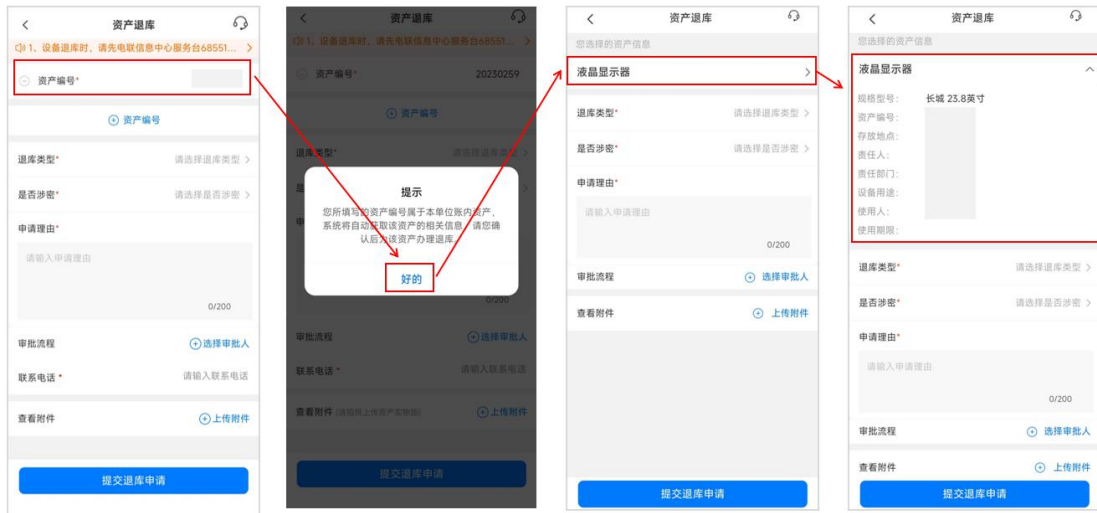 资产退库
1、设备退库时，请先电联信息中心服务台68551...
资产编号*
资产编号
退库类型* 请选择退库类型
是否涉密* 请选择是否涉密
申请理由*
请输入申请理由
0/200
审批流程 选择审批人
联系电话* 请输入联系电话
查看附件 上传附件
提交退库申请
资产退库
1、设备退库时，请先电联信息中心服务台68551...
资产编号* 20230259
资产编号
退库类型* 请选择退库类型
提示
您所填写的资产编号属于本单位账内资产，
系统将自动获取该资产的相关信息，请您确
认后为该资产办理退库。
好的
0/200
审批流程 选择审批人
联系电话* 请输入联系电话
查看附件 上传附件
提交退库申请
资产退库
您选择的资产信息
液晶显示器
退库类型* 请选择退库类型
是否涉密* 请选择是否涉密
申请理由*
请输入申请理由
0/200
审批流程 选择审批人
查看附件 上传附件
提交退库申请
资产退库
您选择的资产信息
液晶显示器
规格型号： 长城 23.8英寸
资产编号：
存放地点：
责任人：
责任部门：
设备用途：
使用人：
使用期限：
退库类型* 请选择退库类型
是否涉密* 请选择是否涉密
申请理由*
请输入申请理由
0/200
审批流程 选择审批人
查看附件 上传附件
提交退库申请